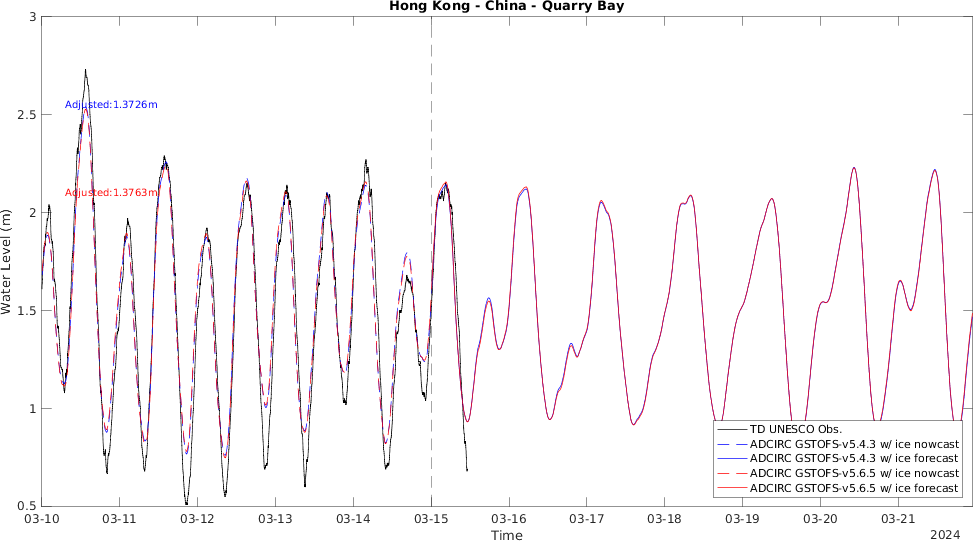 Hong Kong - China - Quarry Bay
3
2.5
2
1.5
1
0.5
Water Level (m)
Adjusted:1.3726m
Adjusted:1.3763m
TD UNESCO Obs.
ADCIRC GSTOFS-v5.4.3 w/ ice nowcast
ADCIRC GSTOFS-v5.4.3 w/ ice forecast
ADCIRC GSTOFS-v5.6.5 w/ ice nowcast
ADCIRC GSTOFS-v5.6.5 w/ ice forecast
03-10 03-11 03-12 03-13 03-14 03-15 03-16 03-17 03-18 03-19 03-20 03-21
Time
2024